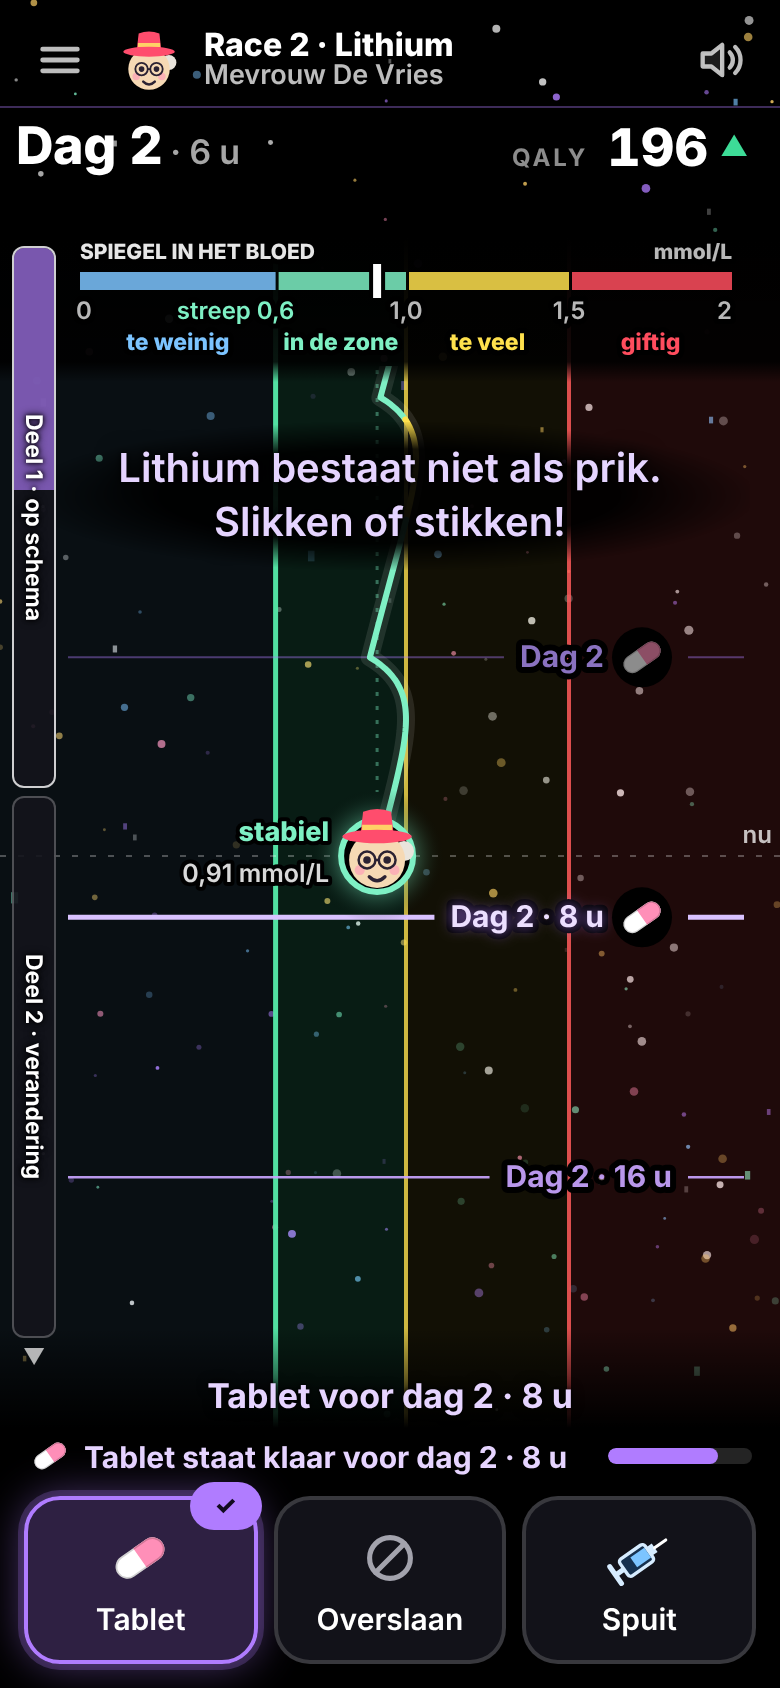 Race 2 · Lithium
Mevrouw De Vries
Dag 2 · 6 u
QALY 196
SPIEGEL IN HET BLOED mmol/L
0 streep 0,6 1,0 1,5 2
te weinig in de zone te veel giftig
Lithium bestaat niet als prik.
Slikken of stikken!
Deel 1 · op schema
Dag 2
stabiel
nu
0,91 mmol/L
Dag 2 · 8 u
Deel 2 · verandering
Dag 2 · 16 u
Tablet voor dag 2 · 8 u
Tablet staat klaar voor dag 2 · 8 u
Tablet Overslaan Spuit